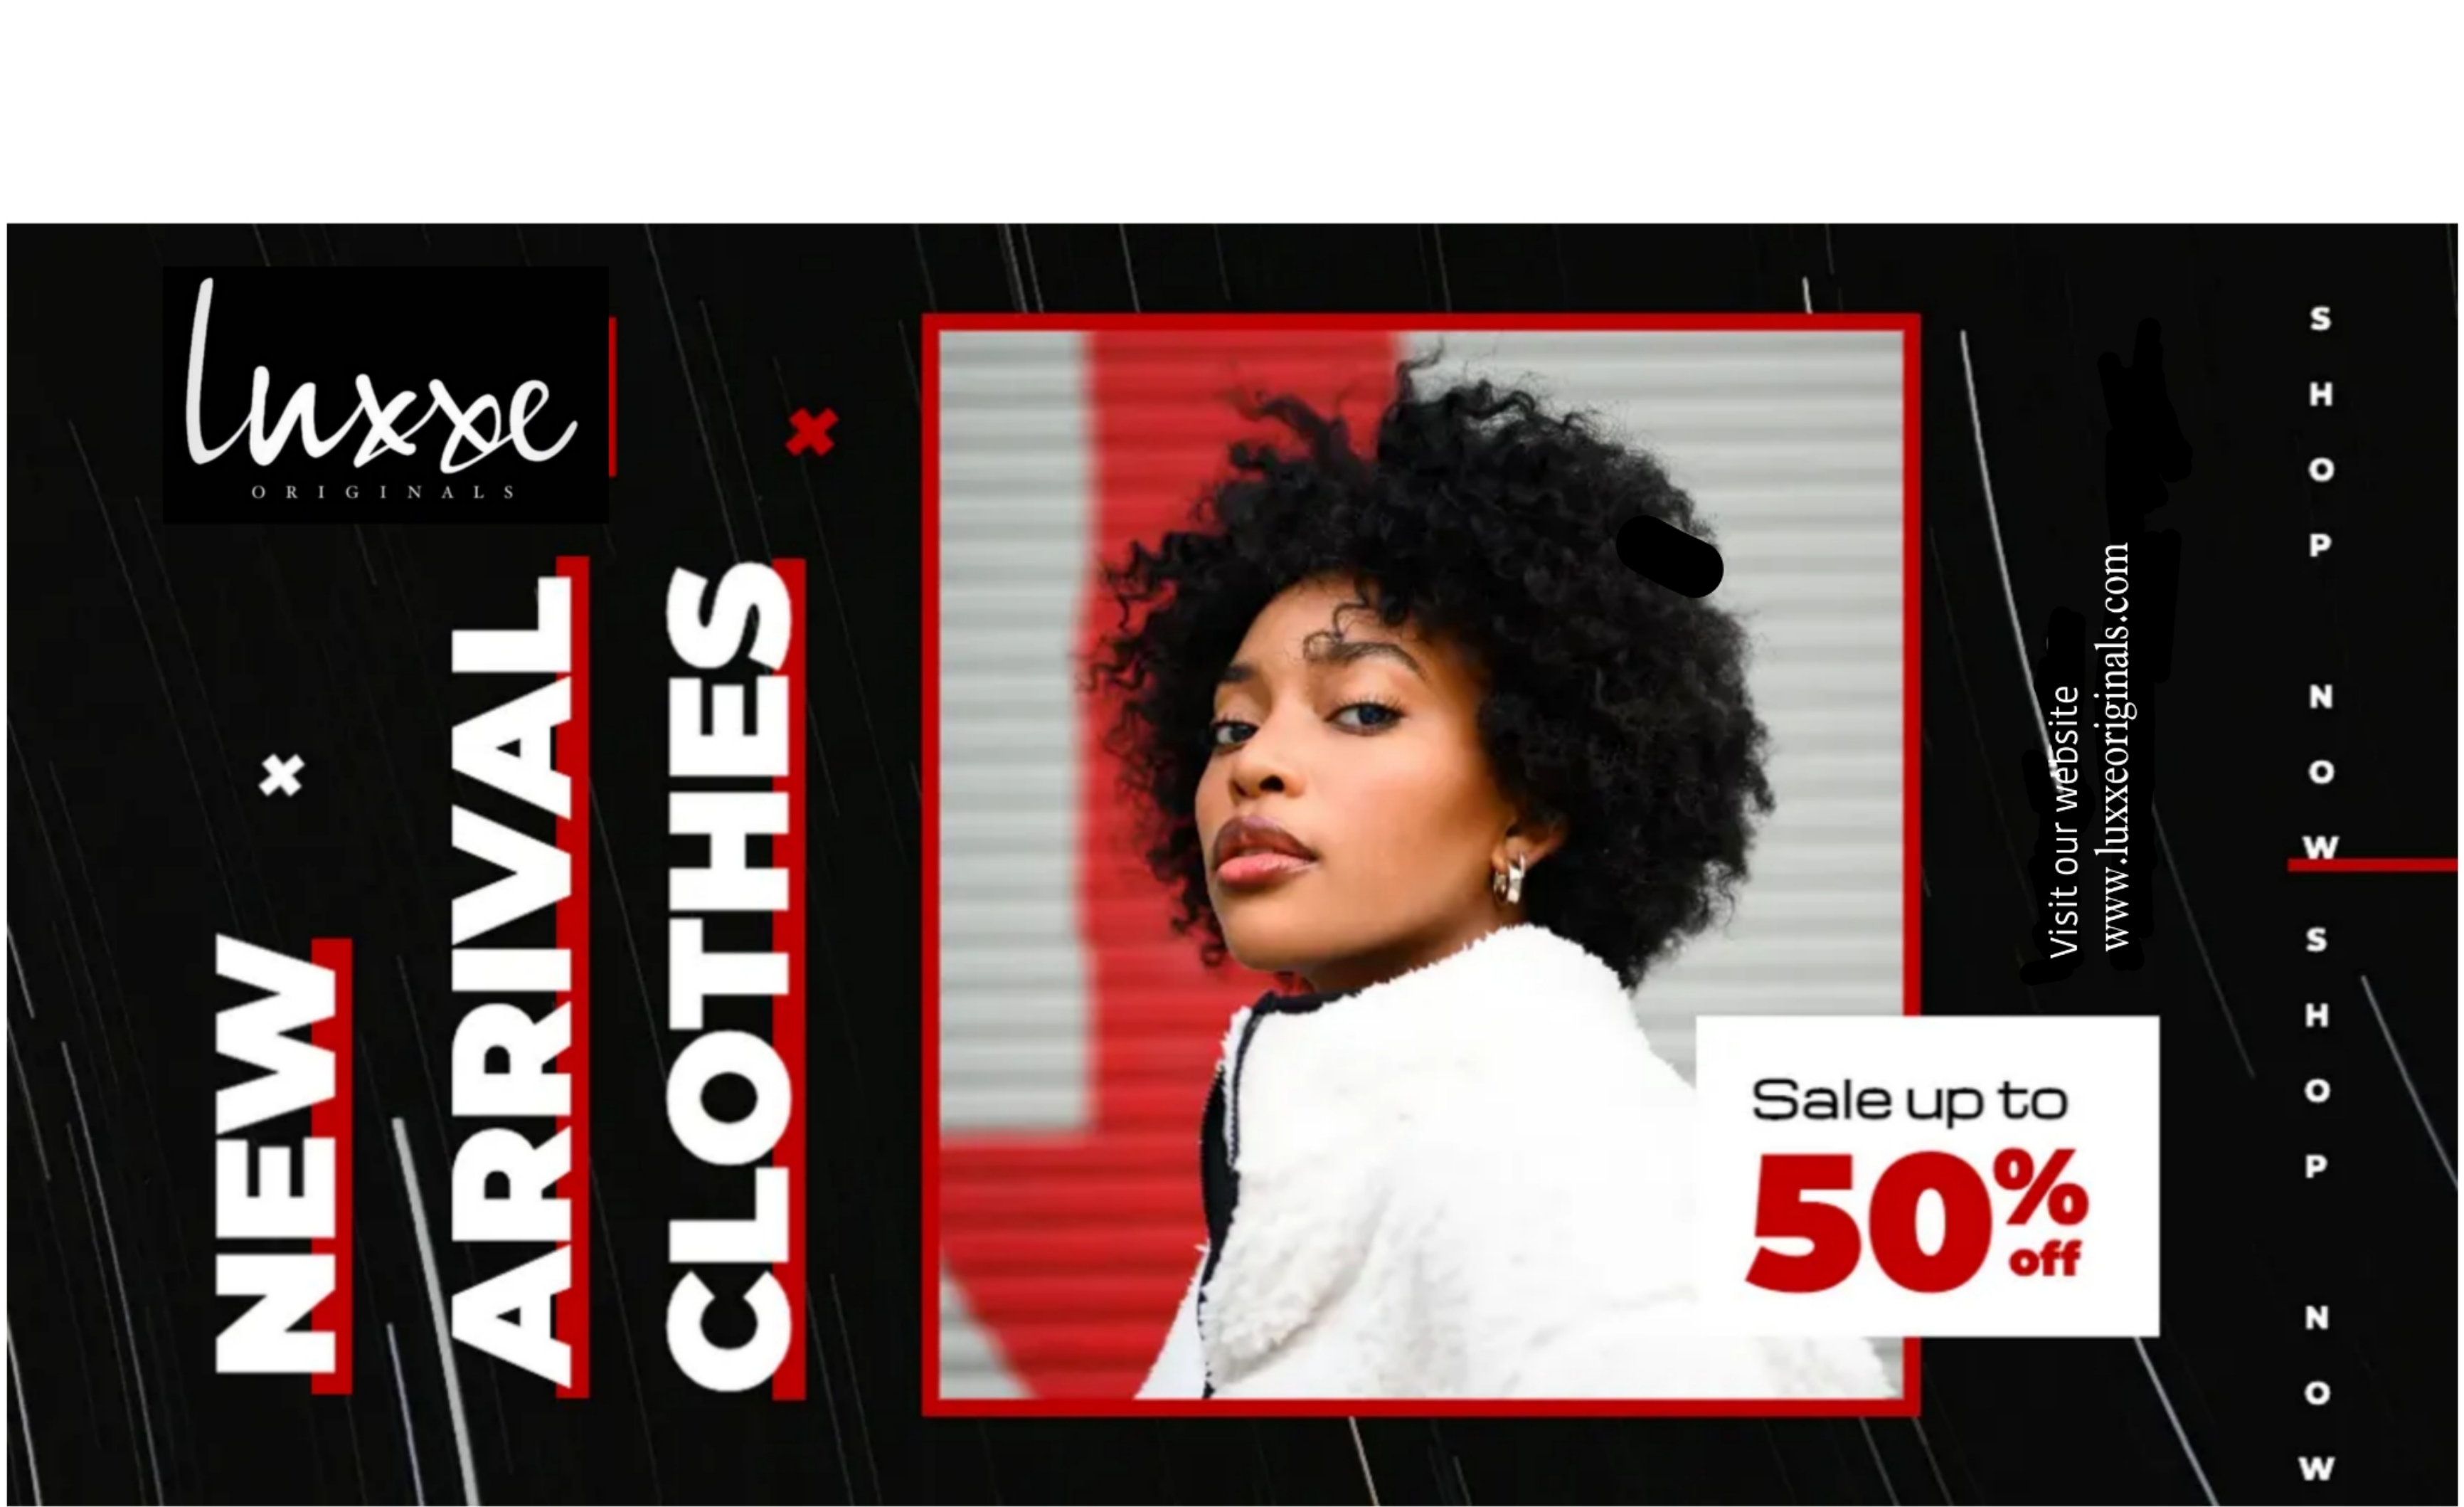 luxxe
ORIGINALS
NEW
ARRIVAL
CLOTHES
Visit our website
www.luxxeoriginals.com
Sale up to
50%
off
SHOP NOW
SHOP NOW